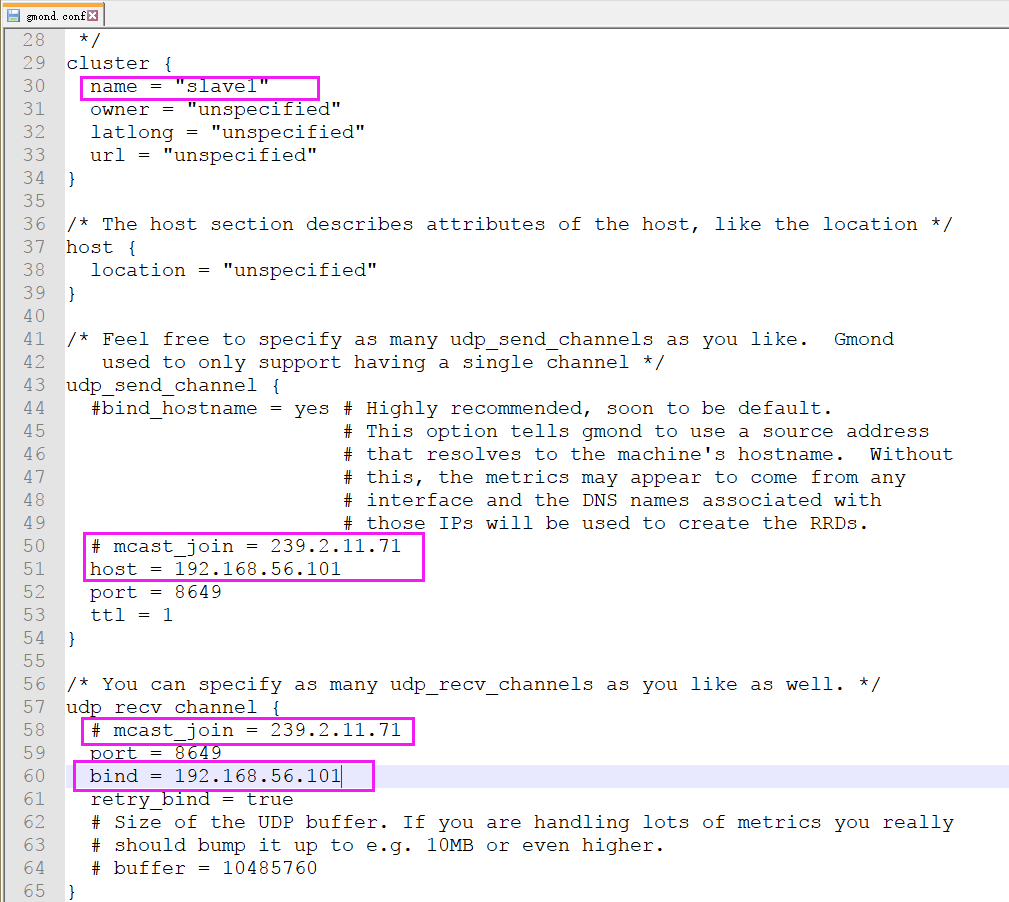 gmond.conf
28 */
29 cluster {
30 name = "slave1"
31 owner = "unspecified"
32 latlong = "unspecified"
33 url = "unspecified"
34 }
35
36 /* The host section describes attributes of the host, like the location */
37 host {
38 location = "unspecified"
39 }
40
41 /* Feel free to specify as many udp_send_channels as you like.  Gmond
42 used to only support having a single channel */
43 udp_send_channel {
44 #bind_hostname = yes # Highly recommended, soon to be default.
45 # This option tells gmond to use a source address
46 # that resolves to the machine's hostname.  Without
47 # this, the metrics may appear to come from any
48 # interface and the DNS names associated with
49 # those IPs will be used to create the RRDs.
50 # mcast_join = 239.2.11.71
51 host = 192.168.56.101
52 port = 8649
53 ttl = 1
54 }
55
56 /* You can specify as many udp_recv_channels as you like as well. */
57 udp_recv_channel {
58 # mcast_join = 239.2.11.71
59 port = 8649
60 bind = 192.168.56.101
61 retry_bind = true
62 # Size of the UDP buffer. If you are handling lots of metrics you really
63 # should bump it up to e.g. 10MB or even higher.
64 # buffer = 10485760
65 }